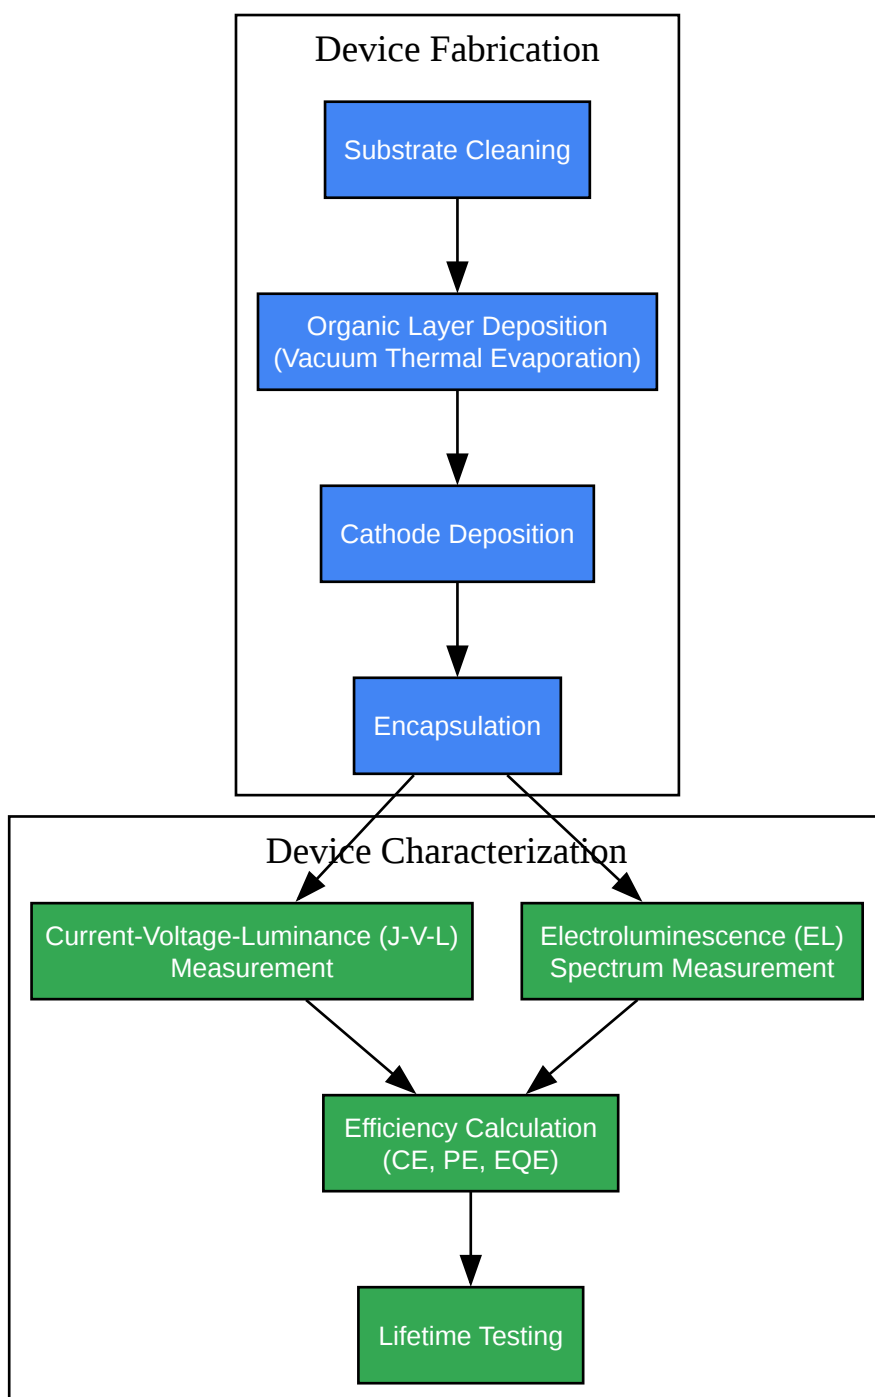 Device Fabrication
Substrate Cleaning
Organic Layer Deposition
(Vacuum Thermal Evaporation)
Cathode Deposition
Encapsulation
Device Characterization
Current-Voltage-Luminance (J-V-L)
Measurement
Electroluminescence (EL)
Spectrum Measurement
Efficiency Calculation
(CE, PE, EQE)
Lifetime Testing